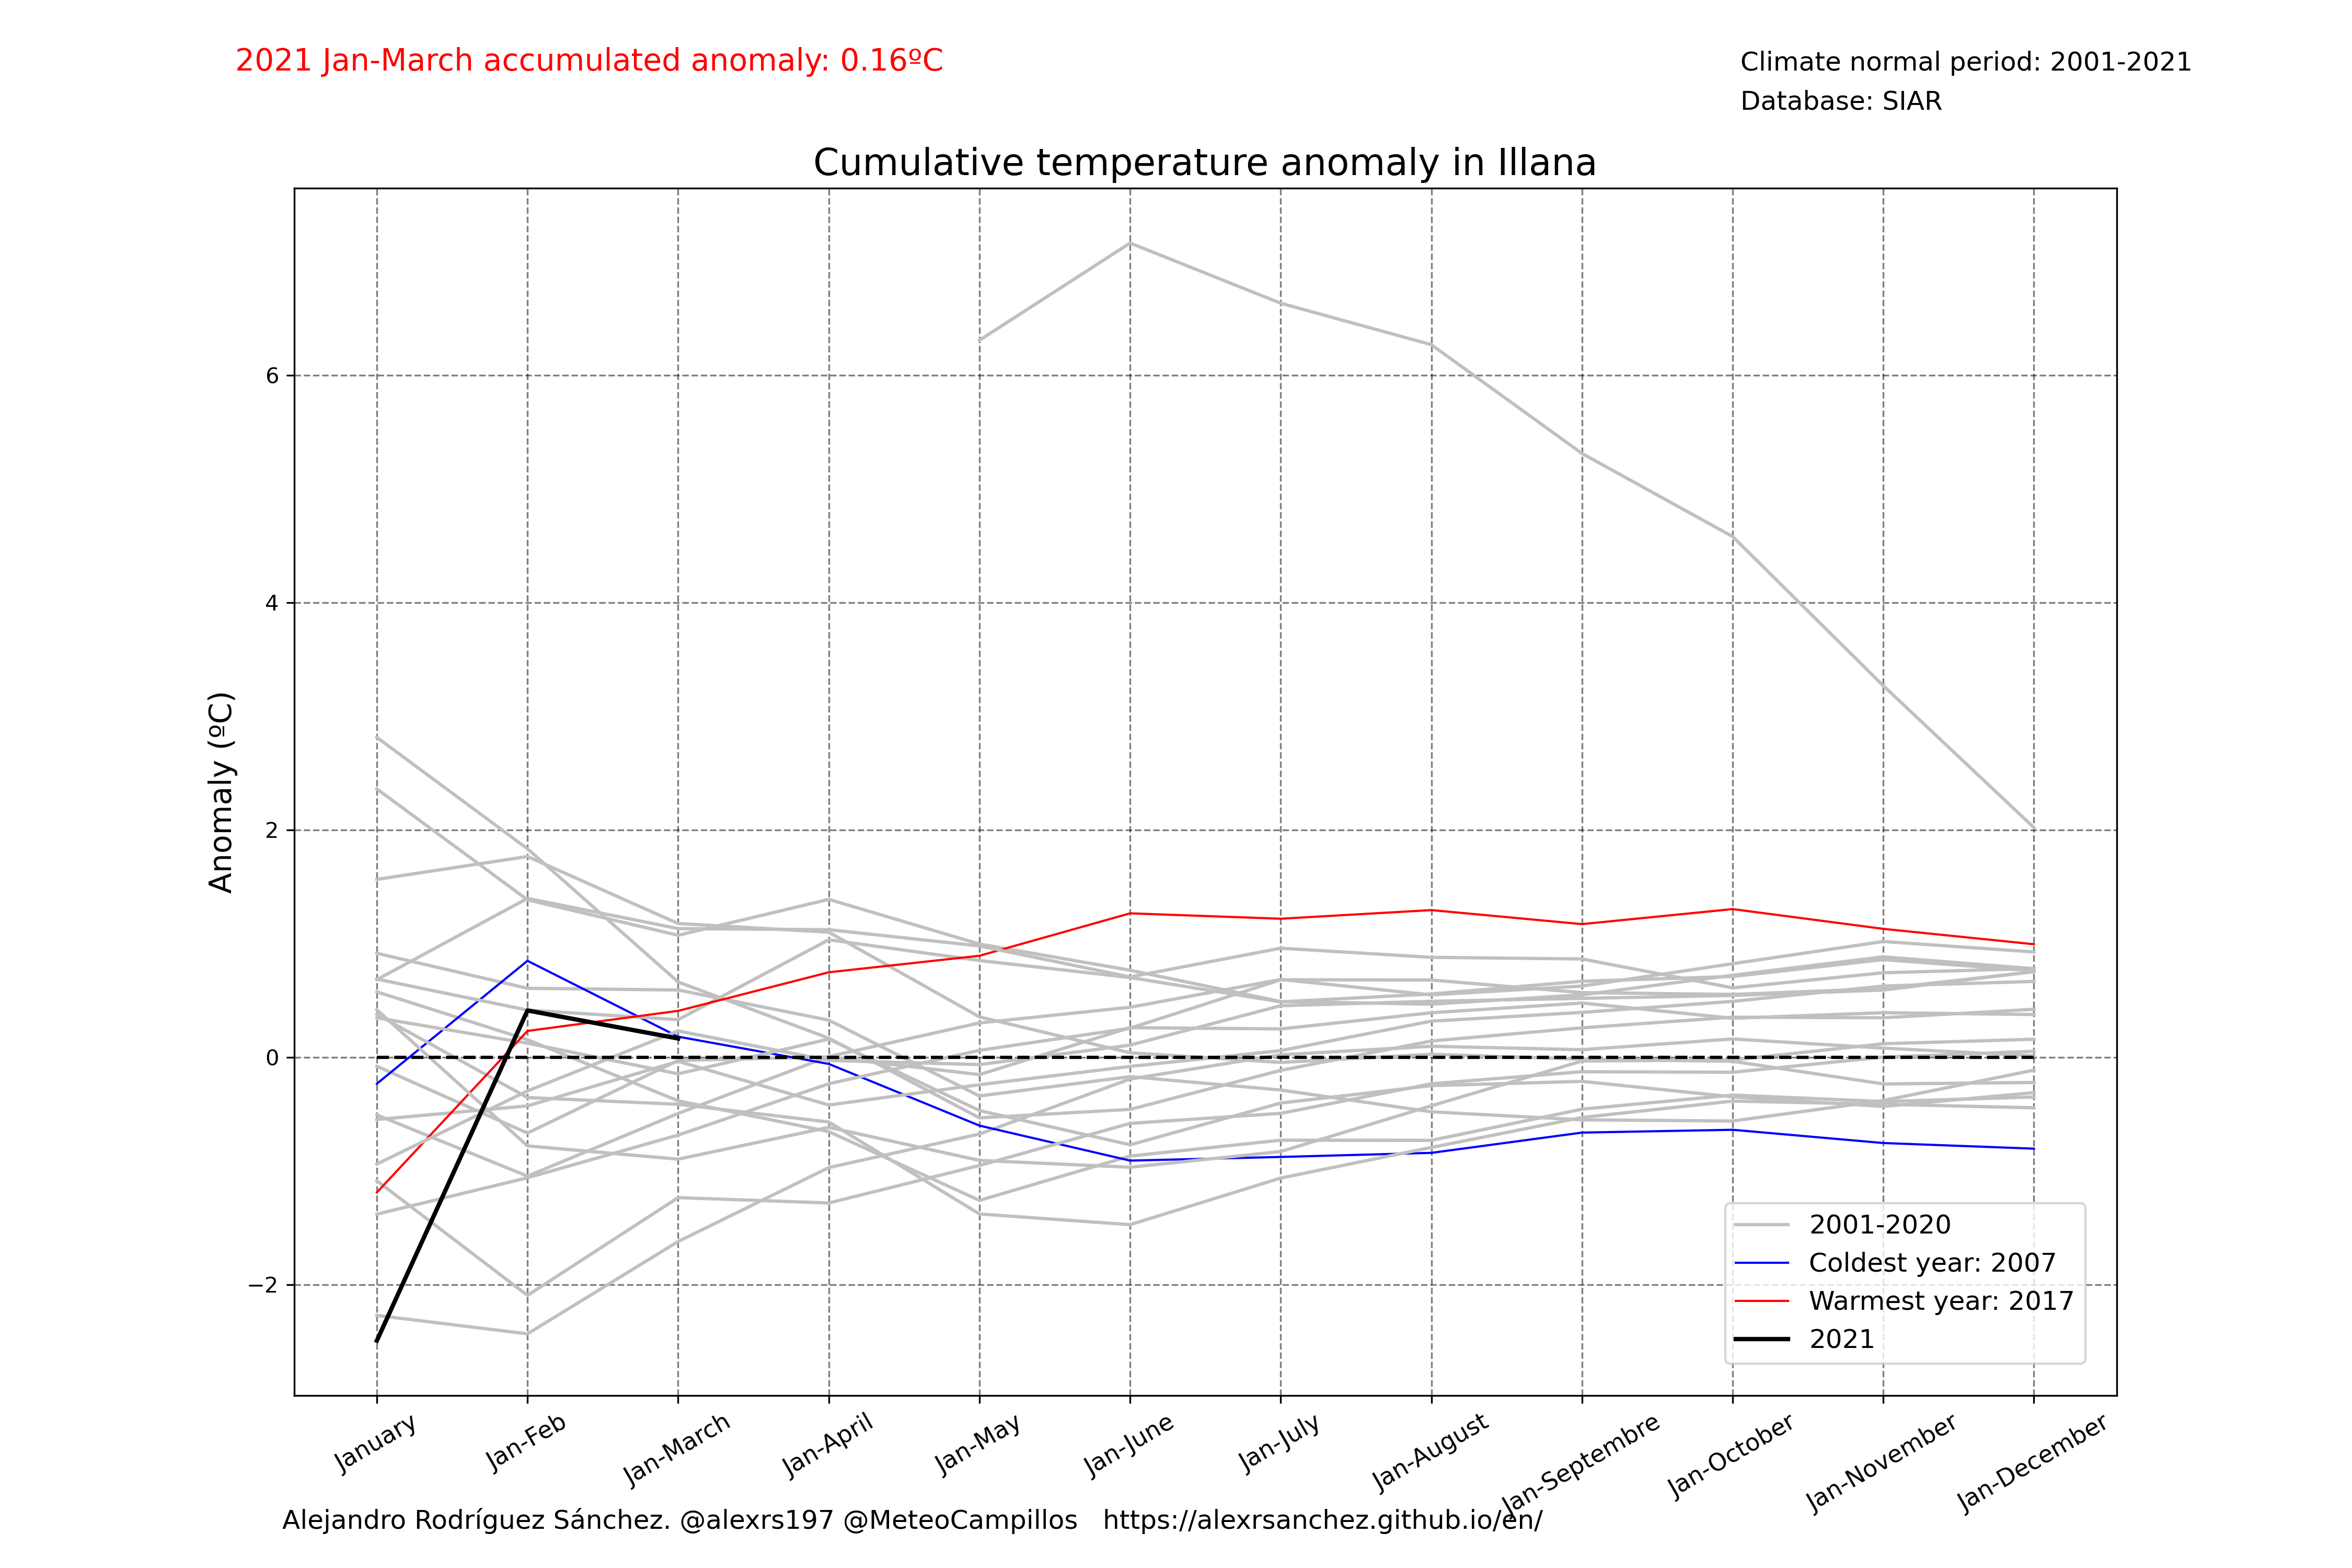 2021 Jan-March accumulated anomaly: 0.16ºC
Climate normal period: 2001-2021
Database: SIAR
Cumulative temperature anomaly in Illana
Anomaly (ºC)
6
4
2
0
−2
2001-2020
Coldest year: 2007
Warmest year: 2017
2021
January
Jan-Feb
Jan-March
Jan-April
Jan-May
Jan-June
Jan-July
Jan-August
Jan-Septembre
Jan-October
Jan-November
Jan-December
Alejandro Rodríguez Sánchez. @alexrs197 @MeteoCampillos https://alexrsanchez.github.io/en/